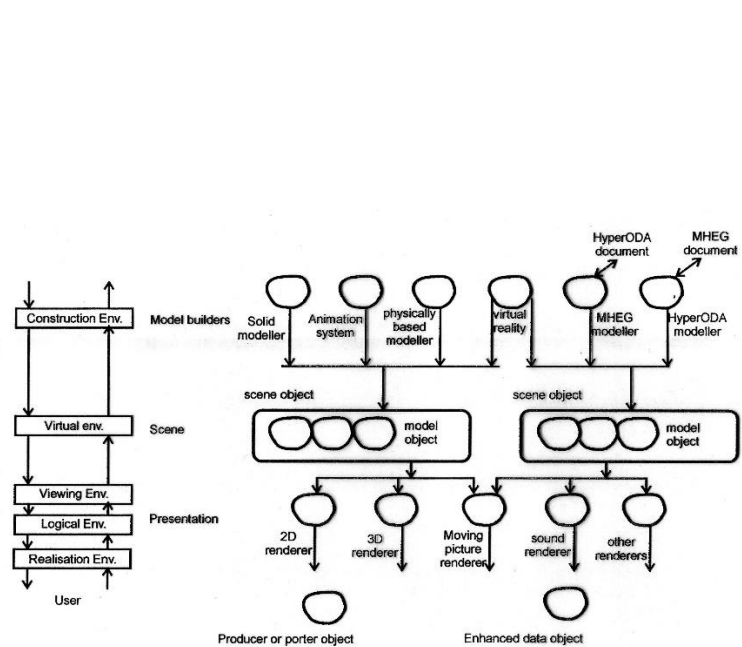 HyperODA
document
MHEG
document
Construction Env.
Model builders
Solid
modeller
Animation
system
physically
based
modeller
virtual
reality
MHEG
modeller
HyperODA
modeller
scene object
scene object
Virtual env.
Scene
model
object
model
object
Viewing Env.
Logical Env.
Presentation
Realisation Env.
2D
renderer
3D
renderer
Moving
picture
renderer
sound
renderer
other
renderers
User
Producer or porter object
Enhanced data object